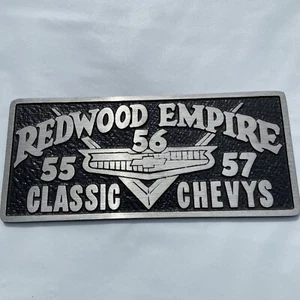 REDWOOD EMPIRE
56
55 57
CLASSIC CHEVYS